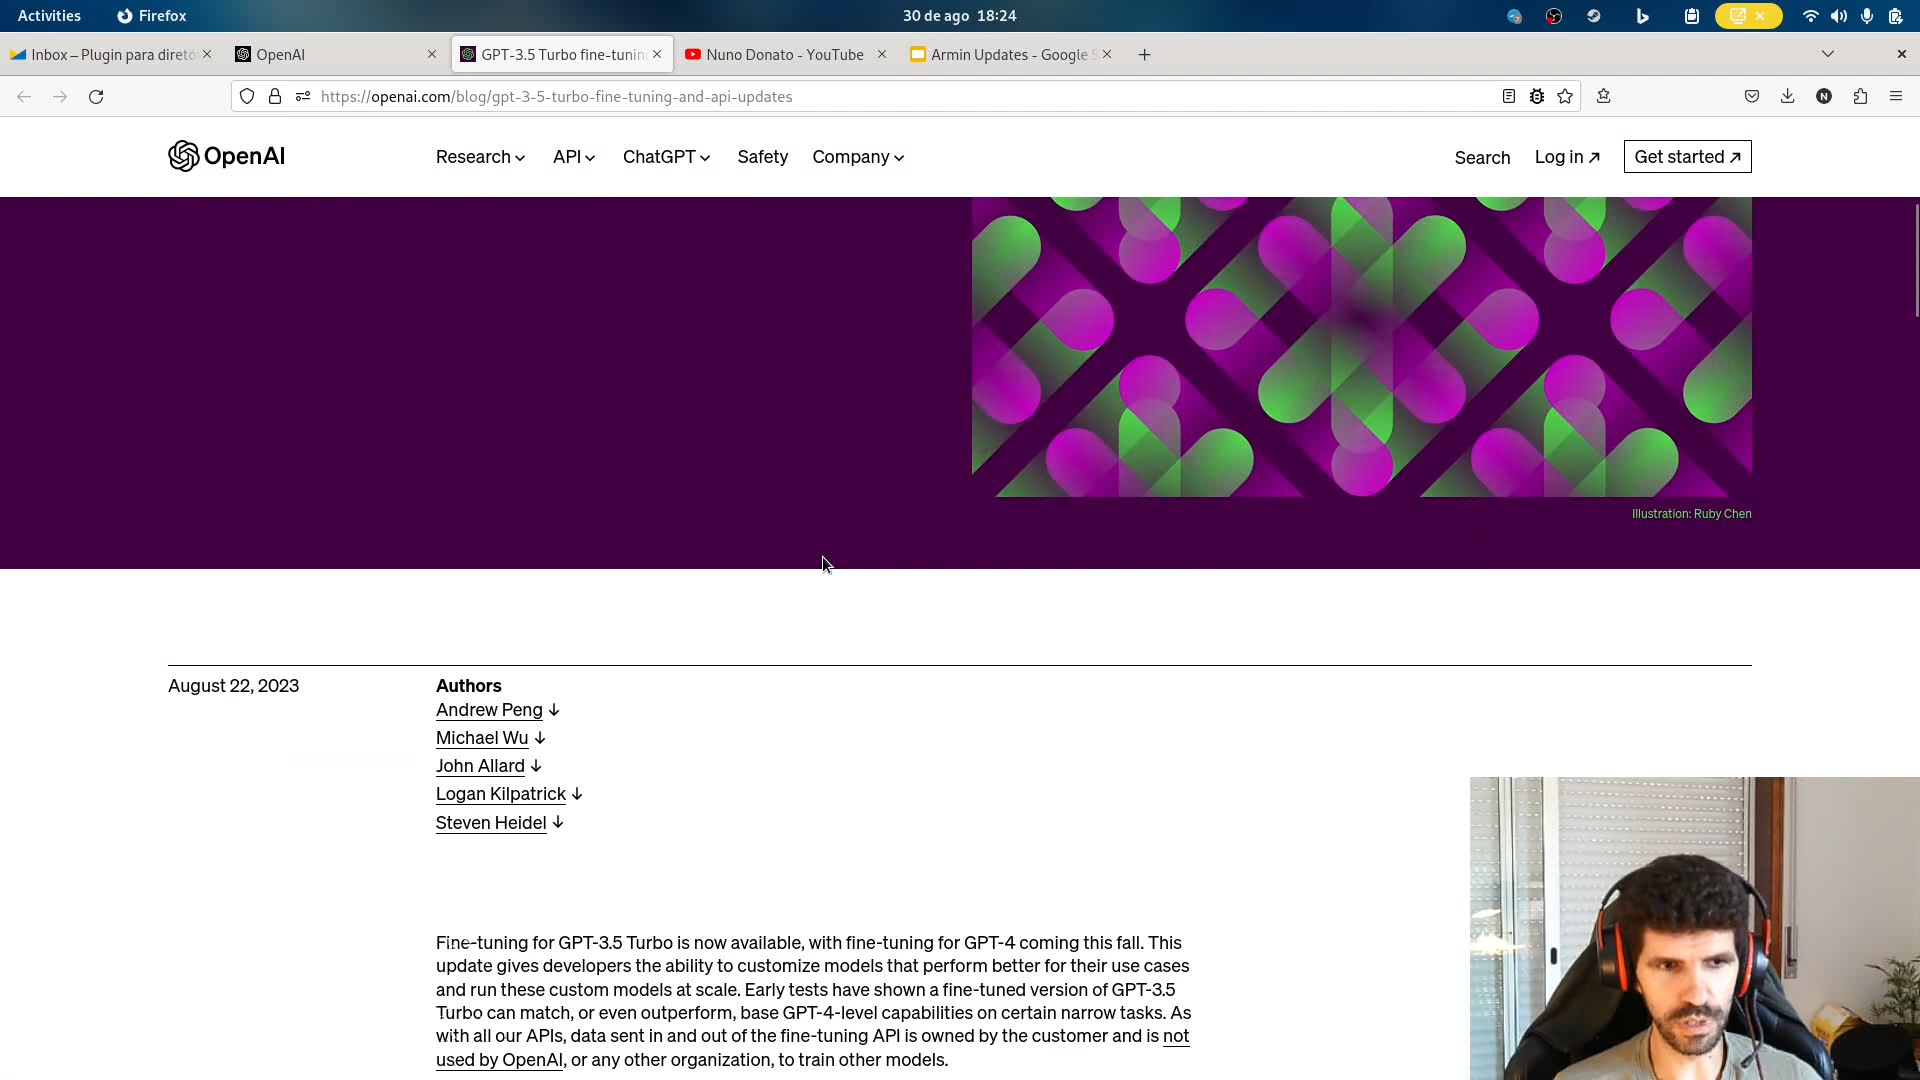 Activities
Firefox
30 de ago 18:24
Inbox – Plugin para diretó
OpenAI
GPT-3.5 Turbo fine-tunin
Nuno Donato - YouTube
Armin Updates - Google S
https://openai.com/blog/gpt-3-5-turbo-fine-tuning-and-api-updates
N
OpenAI
Research
API
ChatGPT
Safety
Company
Search
Log in ↗
Get started ↗
Illustration: Ruby Chen
August 22, 2023
Authors
Andrew Peng ↓
Michael Wu ↓
John Allard ↓
Logan Kilpatrick ↓
Steven Heidel ↓
Fine-tuning for GPT-3.5 Turbo is now available, with fine-tuning for GPT-4 coming this fall. This
update gives developers the ability to customize models that perform better for their use cases
and run these custom models at scale. Early tests have shown a fine-tuned version of GPT-3.5
Turbo can match, or even outperform, base GPT-4-level capabilities on certain narrow tasks. As
with all our APIs, data sent in and out of the fine-tuning API is owned by the customer and is not
used by OpenAI, or any other organization, to train other models.